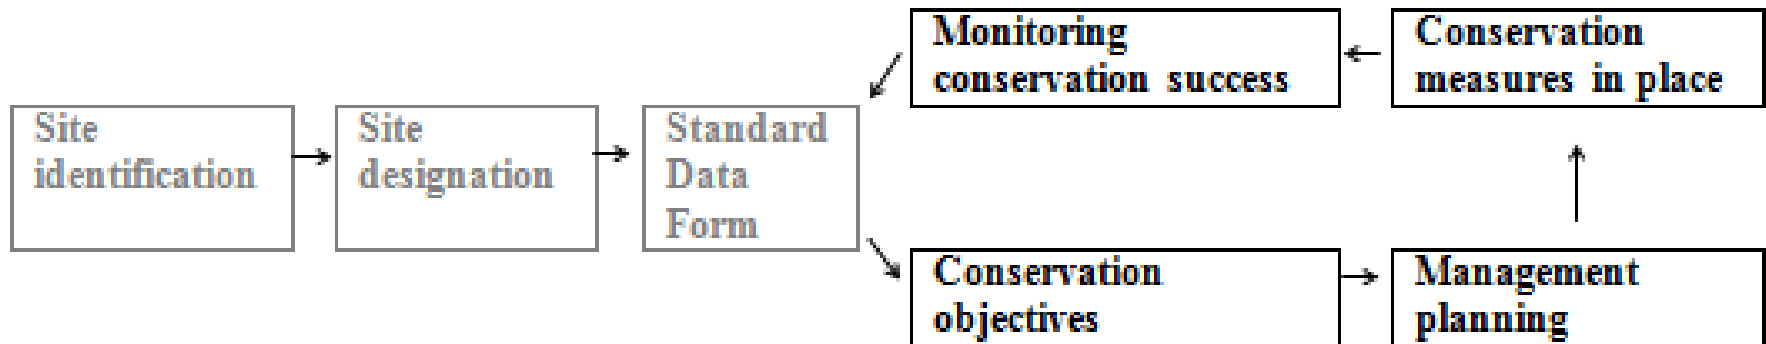 Monitoring
conservation success
Conservation
measures in place
Site
identification
Site
designation
Standard
Data
Form
Conservation
objectives
Management
planning